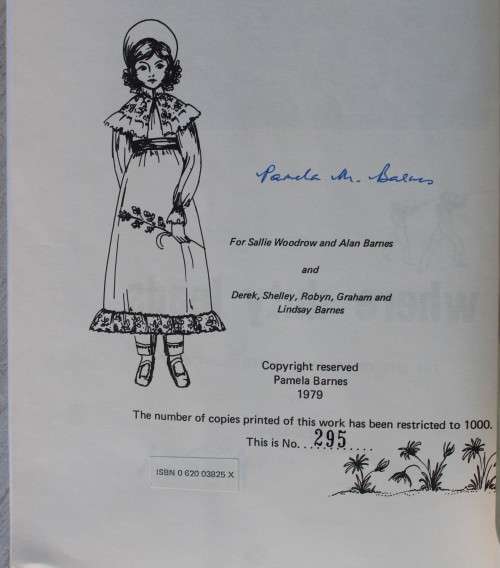 Pamela M. Barnes
For Sallie Woodrow and Alan Barnes
and
Derek, Shelley, Robyn, Graham and
Lindsay Barnes
Copyright reserved
Pamela Barnes
1979
The number of copies printed of this work has been restricted to 1000.
This is No. . . 295 . . . . .
ISBN 0 620 03825 X